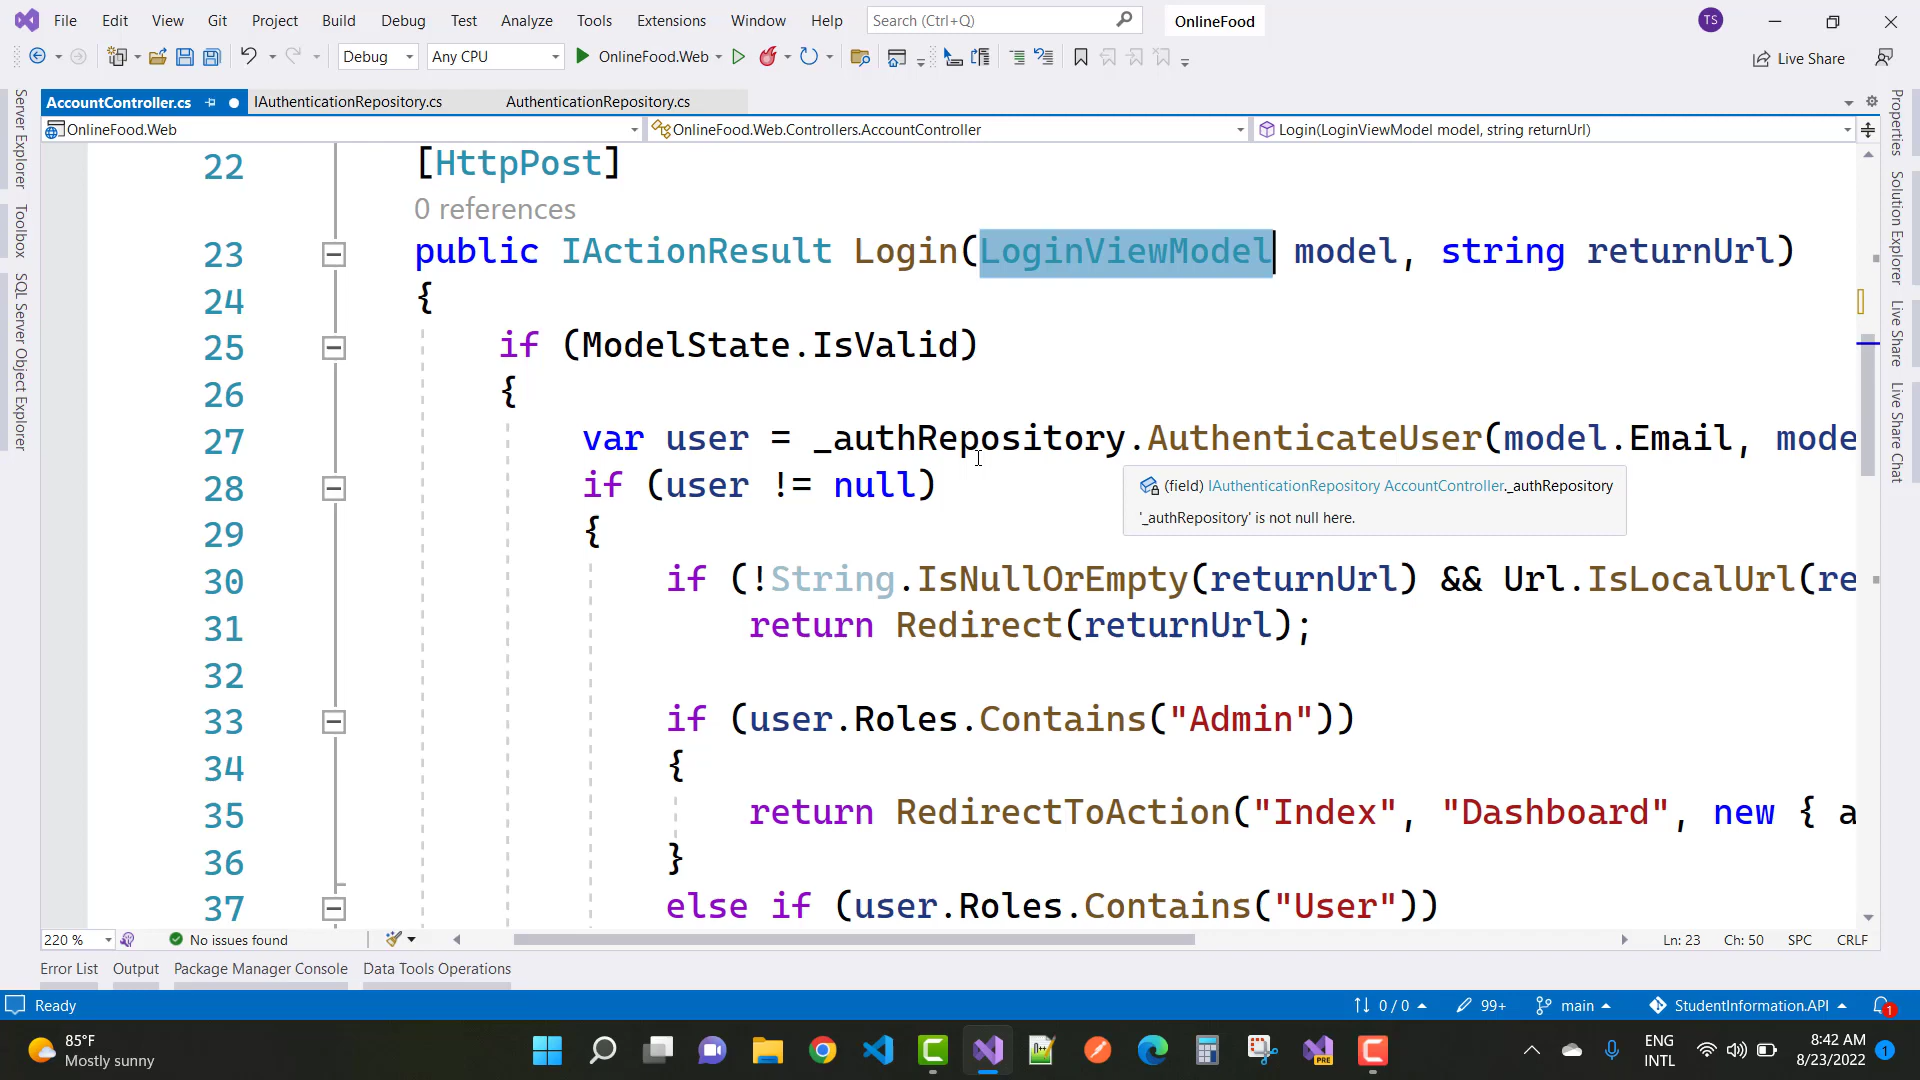 File Edit View Git Project Build Debug Test Analyze Tools Extensions Window Help Search (Ctrl+Q) OnlineFood TS
Debug Any CPU OnlineFood.Web Live Share
AccountController.cs IAuthenticationRepository.cs AuthenticationRepository.cs
OnlineFood.Web OnlineFood.Web.Controllers.AccountController Login(LoginViewModel model, string returnUrl)
Server Explorer
Toolbox
SQL Server Object Explorer
22 [HttpPost]
0 references
23 public IActionResult Login(LoginViewModel model, string returnUrl)
24 {
25 if (ModelState.IsValid)
26 {
27 var user = _authRepository.AuthenticateUser(model.Email, mode
28 if (user != null)
(field) IAuthenticationRepository AccountController._authRepository
'_authRepository' is not null here.
29 {
30 if (!String.IsNullOrEmpty(returnUrl) && Url.IsLocalUrl(re
31 return Redirect(returnUrl);
32
33 if (user.Roles.Contains("Admin"))
34 {
35 return RedirectToAction("Index", "Dashboard", new { a
36 }
37 else if (user.Roles.Contains("User"))
Properties
Solution Explorer
Live Share
Live Share Chat
220 % No issues found Ln: 23 Ch: 50 SPC CRLF
Error List Output Package Manager Console Data Tools Operations
Ready 0 / 0 99+ main StudentInformation.API 1
85°F
Mostly sunny
PRE
ENG
INTL
8:42 AM
8/23/2022
1